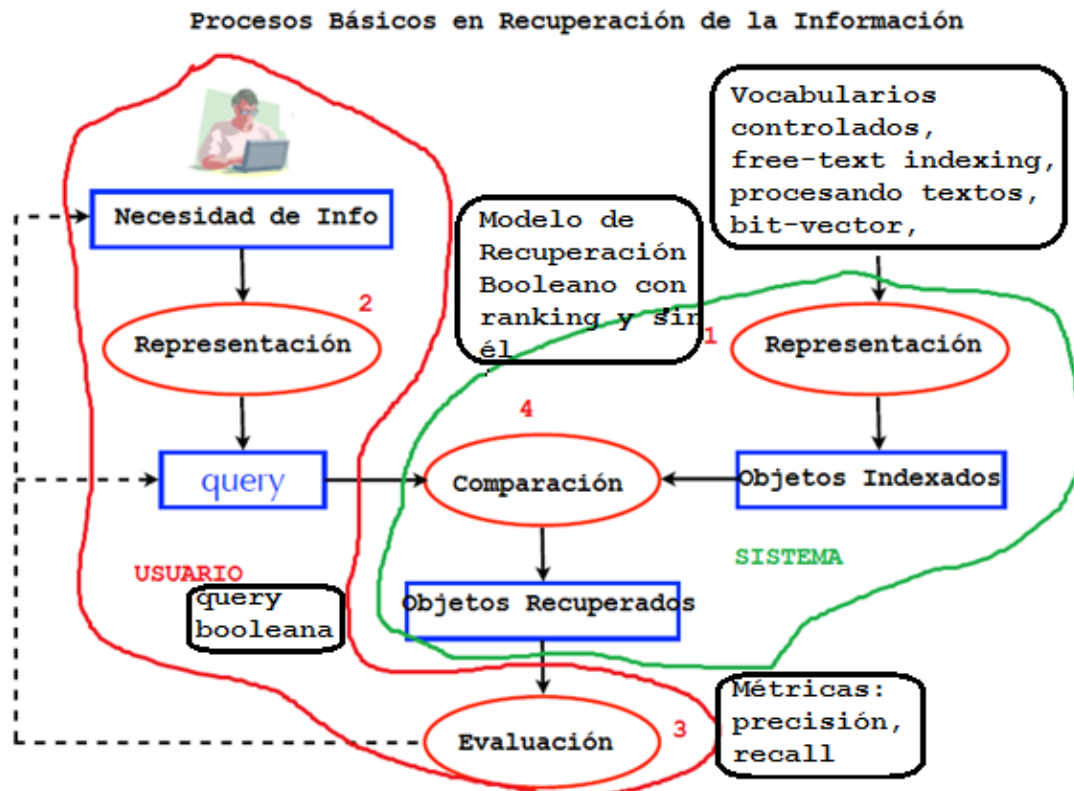 Procesos Básicos en Recuperación de la Información
Vocabularios
controlados,
free-text indexing,
procesando textos,
bit-vector,
Necesidad de Info
Modelo de
Recuperación
Booleano con
ranking y sin
él
2
Representación
1
Representación
4
query
Comparación
Objetos Indexados
USUARIO
query
booleana
SISTEMA
Objetos Recuperados
Métricas:
precisión,
recall
Evaluación
3